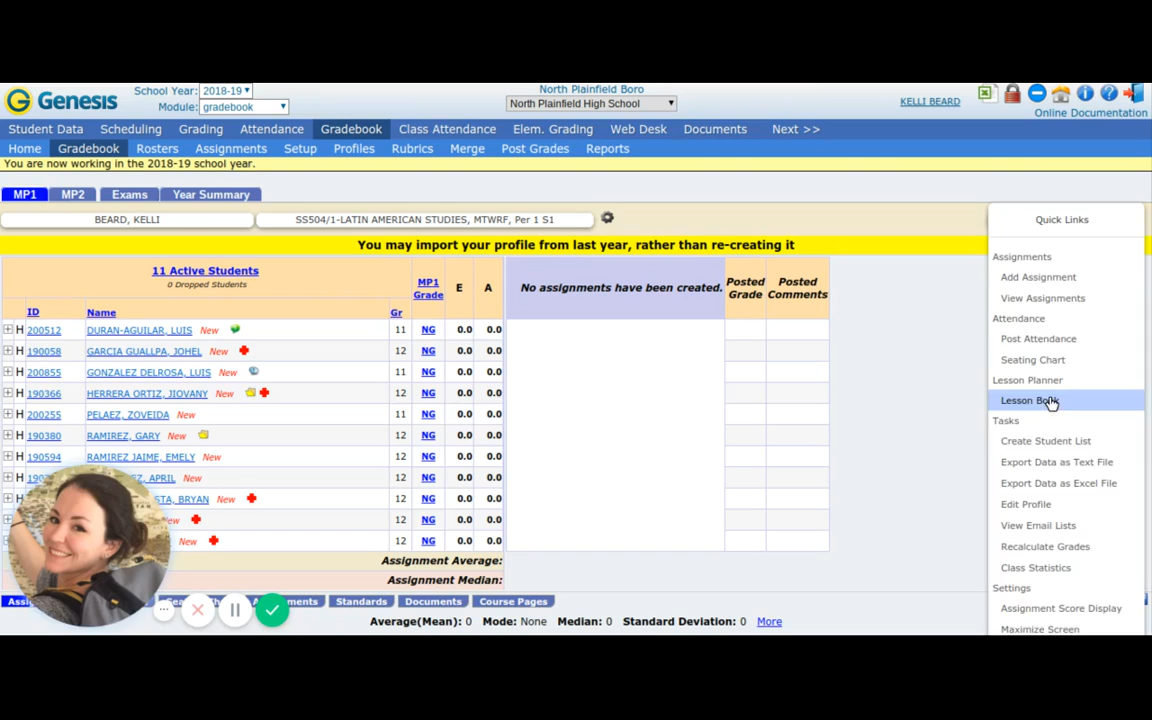 Genesis
School Year: 2018-19
Module: gradebook
North Plainfield Boro
North Plainfield High School
KELLI BEARD
Online Documentation
Student Data Scheduling Grading Attendance Gradebook Class Attendance Elem. Grading Web Desk Documents Next >>
Home Gradebook Rosters Assignments Setup Profiles Rubrics Merge Post Grades Reports
You are now working in the 2018-19 school year.
MP1 MP2 Exams Year Summary
BEARD, KELLI SS504/1-LATIN AMERICAN STUDIES, MTWRF, Per 1 S1
You may import your profile from last year, rather than re-creating it
11 Active Students
0 Dropped Students
MP1 Grade E A
No assignments have been created.
Posted Grade
Posted Comments
ID Name Gr
H 200512 DURAN-AGUILAR, LUIS New 11 NG 0.0 0.0
H 190058 GARCIA GUALLPA, JOHEL New 12 NG 0.0 0.0
H 200855 GONZALEZ DELROSA, LUIS New 11 NG 0.0 0.0
H 190366 HERRERA ORTIZ, JIOVANY New 12 NG 0.0 0.0
H 200255 PELAEZ, ZOVEIDA New 11 NG 0.0 0.0
H 190380 RAMIREZ, GARY New 12 NG 0.0 0.0
H 190594 RAMIREZ JAIME, EMELY New 12 NG 0.0 0.0
H APRIL New 12 NG 0.0 0.0
H BRYAN New 12 NG 0.0 0.0
12 NG 0.0 0.0
New 12 NG 0.0 0.0
Assignment Average:
Assignment Median:
Standards Documents Course Pages
Average(Mean): 0 Mode: None Median: 0 Standard Deviation: 0 More
Quick Links
Assignments
Add Assignment
View Assignments
Attendance
Post Attendance
Seating Chart
Lesson Planner
Lesson Book
Tasks
Create Student List
Export Data as Text File
Export Data as Excel File
Edit Profile
View Email Lists
Recalculate Grades
Class Statistics
Settings
Assignment Score Display
Maximize Screen